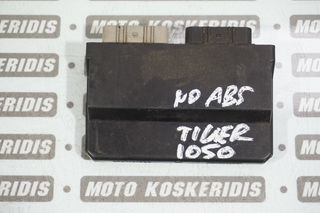 MOTO KOSKERIDIS
NO ABS
TIGER
1050
MOTO KOSKERIDIS